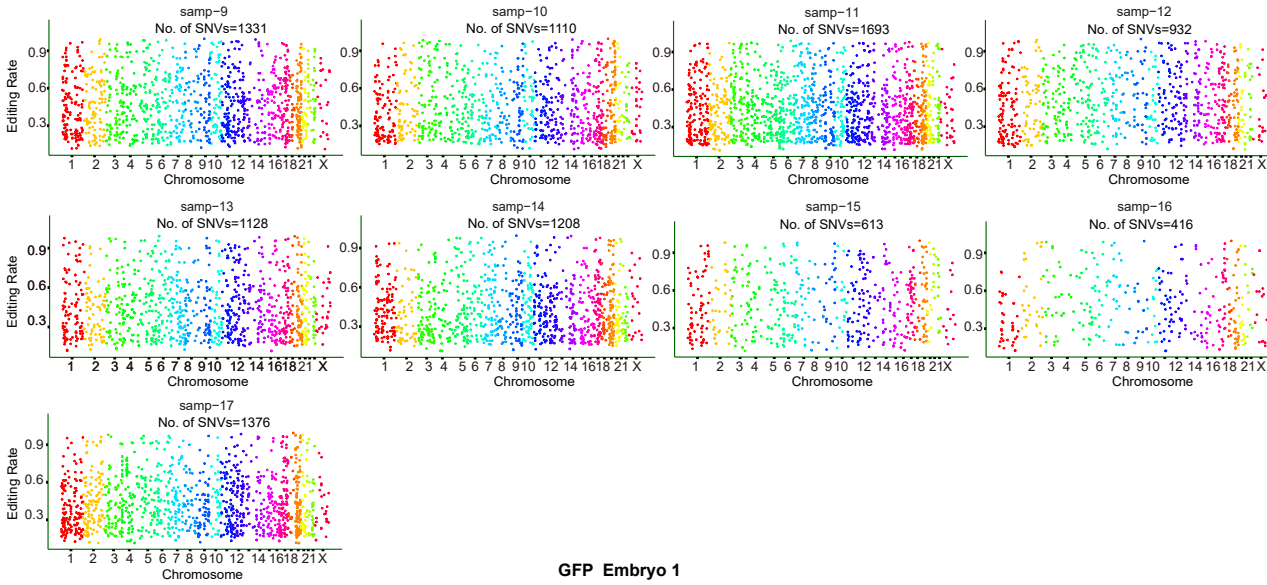 samp-9
No. of SNVs=1331
Editing Rate
0.9
0.6
0.3
1 2 3 4 5 6 7 8 9 10 12 14 16 18 21 X
Chromosome
samp-10
No. of SNVs=1110
0.9
0.6
0.3
1 2 3 4 5 6 7 8 9 10 12 14 16 18 21 X
Chromosome
samp-11
No. of SNVs=1693
0.9
0.6
0.3
1 2 3 4 5 6 7 8 9 10 12 14 16 18 21 X
Chromosome
samp-12
No. of SNVs=932
0.9
0.6
0.3
1 2 3 4 5 6 7 8 9 10 12 14 16 18 21 X
Chromosome
samp-13
No. of SNVs=1128
Editing Rate
0.9
0.6
0.3
1 2 3 4 5 6 7 8 9 10 12 14 16 18 21 X
Chromosome
samp-14
No. of SNVs=1208
0.9
0.6
0.3
1 2 3 4 5 6 7 8 9 10 12 14 16 18 21 X
Chromosome
samp-15
No. of SNVs=613
0.9
0.6
0.3
1 2 3 4 5 6 7 8 9 10 12 14 16 18 21 X
Chromosome
samp-16
No. of SNVs=416
0.9
0.6
0.3
1 2 3 4 5 6 7 8 9 10 12 14 16 18 21 X
Chromosome
samp-17
No. of SNVs=1376
Editing Rate
0.9
0.6
0.3
1 2 3 4 5 6 7 8 9 10 12 14 16 18 21 X
Chromosome
GFP Embryo 1